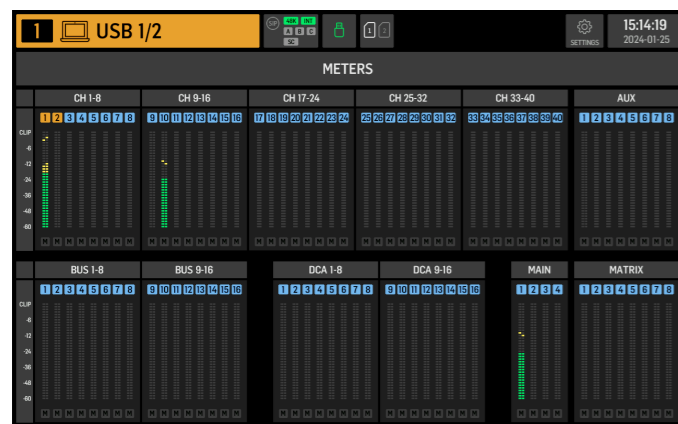 1 USB 1/2
SIP 48K INT
A B C
SC
1 2
SETTINGS
15:14:19
2024-01-25
METERS
CH 1-8 CH 9-16 CH 17-24 CH 25-32 CH 33-40 AUX
1 2 3 4 5 6 7 8 9 10 11 12 13 14 15 16 17 18 19 20 21 22 23 24 25 26 27 28 29 30 31 32 33 34 35 36 37 38 39 40 1 2 3 4 5 6 7 8
CLIP
-6
-12
-24
-36
-48
-60
M M M M M M M M M M M M M M M M M M M M M M M M M M M M M M M M M M M M M M M M M M M M M M M M
BUS 1-8 BUS 9-16 DCA 1-8 DCA 9-16 MAIN MATRIX
1 2 3 4 5 6 7 8 9 10 11 12 13 14 15 16 1 2 3 4 5 6 7 8 9 10 11 12 13 14 15 16 1 2 3 4 1 2 3 4 5 6 7 8
CLIP
-6
-12
-24
-36
-48
-60
M M M M M M M M M M M M M M M M M M M M M M M M M M M M M M M M M M M M M M M M M M M M